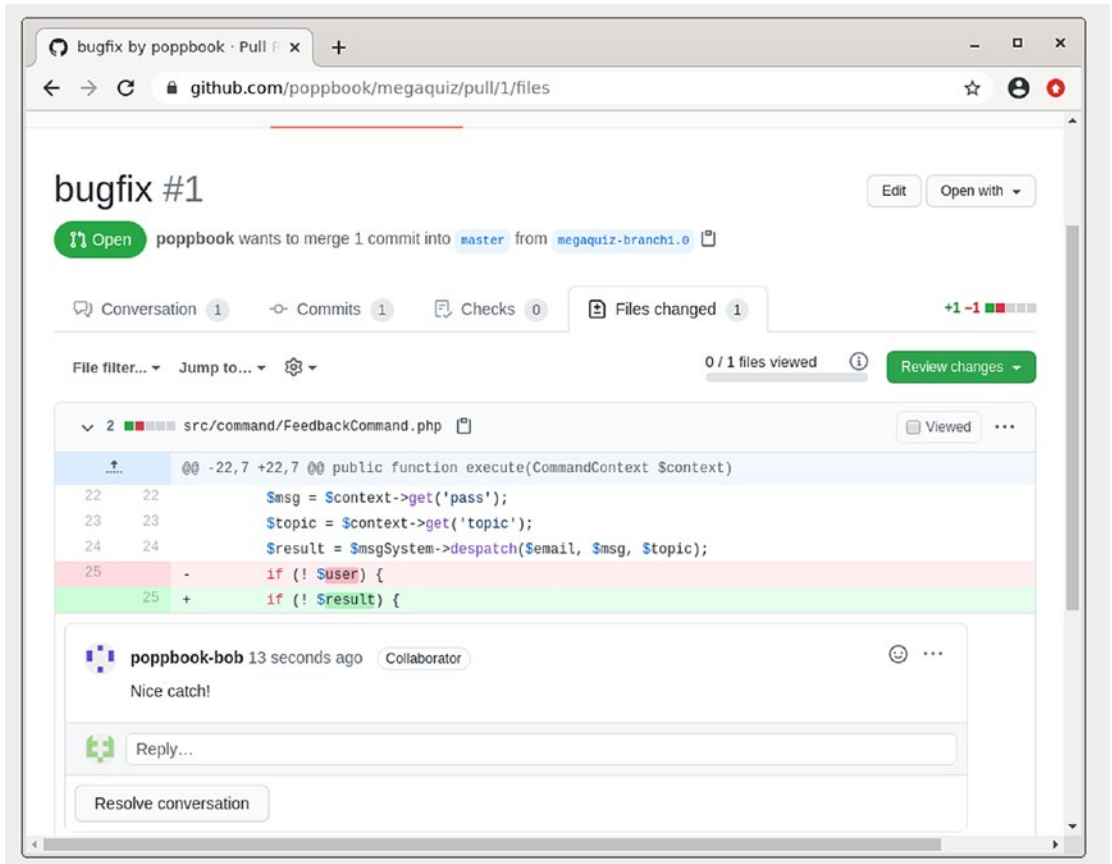 bugfix by poppbook · Pull R
github.com/poppbook/megaquiz/pull/1/files
bugfix #1
Edit
Open with
Open
poppbook wants to merge 1 commit into master from megaquiz-branch1.0
Conversation 1
Commits 1
Checks 0
Files changed 1
+1 −1
File filter...
Jump to...
0 / 1 files viewed
Review changes
2 src/command/FeedbackCommand.php
Viewed
@@ -22,7 +22,7 @@ public function execute(CommandContext $context)
22 22 $msg = $context->get('pass');
23 23 $topic = $context->get('topic');
24 24 $result = $msgSystem->despatch($email, $msg, $topic);
25 - if (! $user) {
25 + if (! $result) {
poppbook-bob 13 seconds ago Collaborator
Nice catch!
Reply...
Resolve conversation